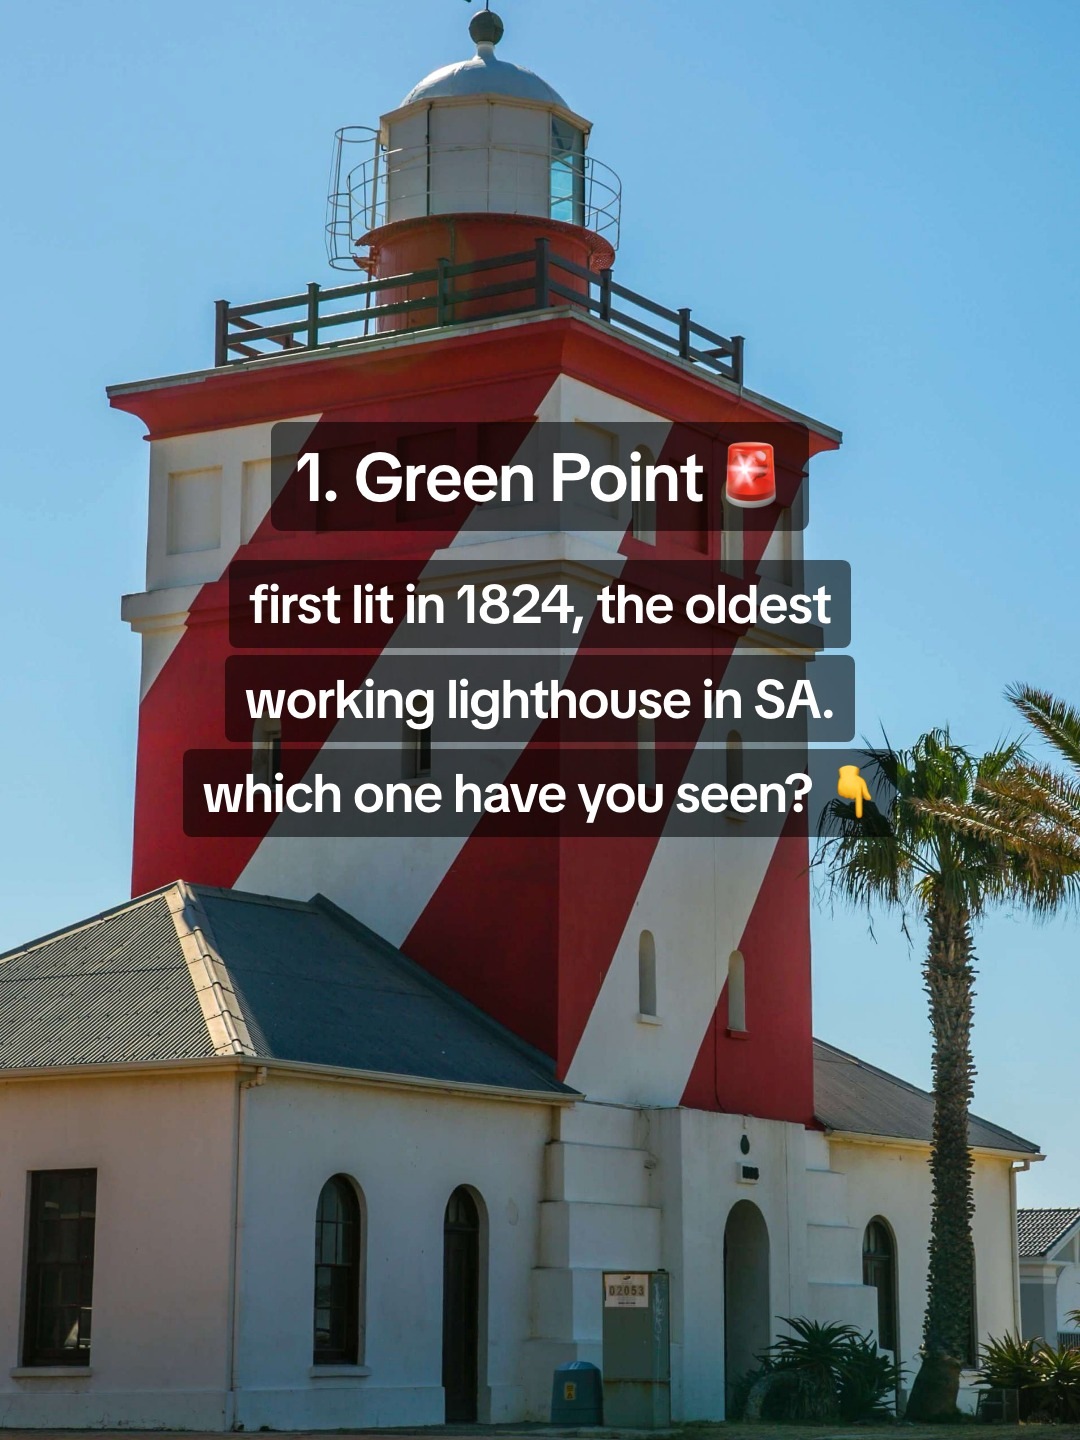 1. Green Point 🚨
first lit in 1824, the oldest
working lighthouse in SA.
which one have you seen? 👇
02053